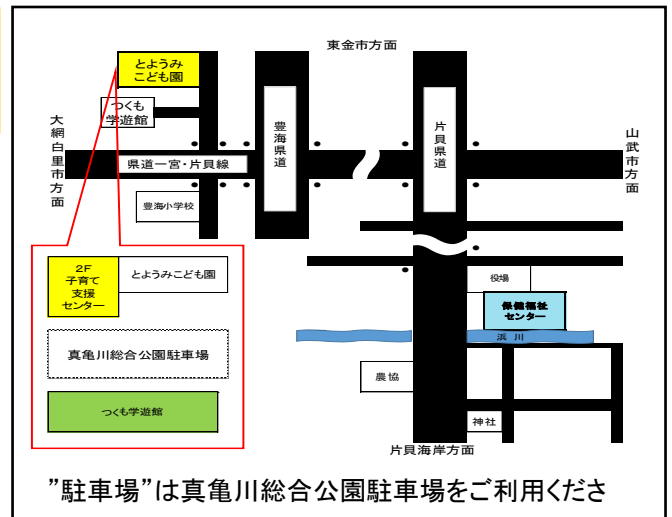 東金市方面
とようみ
こども園
つくも
学遊館
大網白里市方面
豊海県道
片貝県道
山武市方面
県道一宮・片貝線
豊海小学校
2F
子育て
支援
センター
とようみこども園
役場
保健福祉
センター
浜川
真亀川総合公園駐車場
農協
つくも学遊館
神社
片貝海岸方面
”駐車場”は真亀川総合公園駐車場をご利用くださ